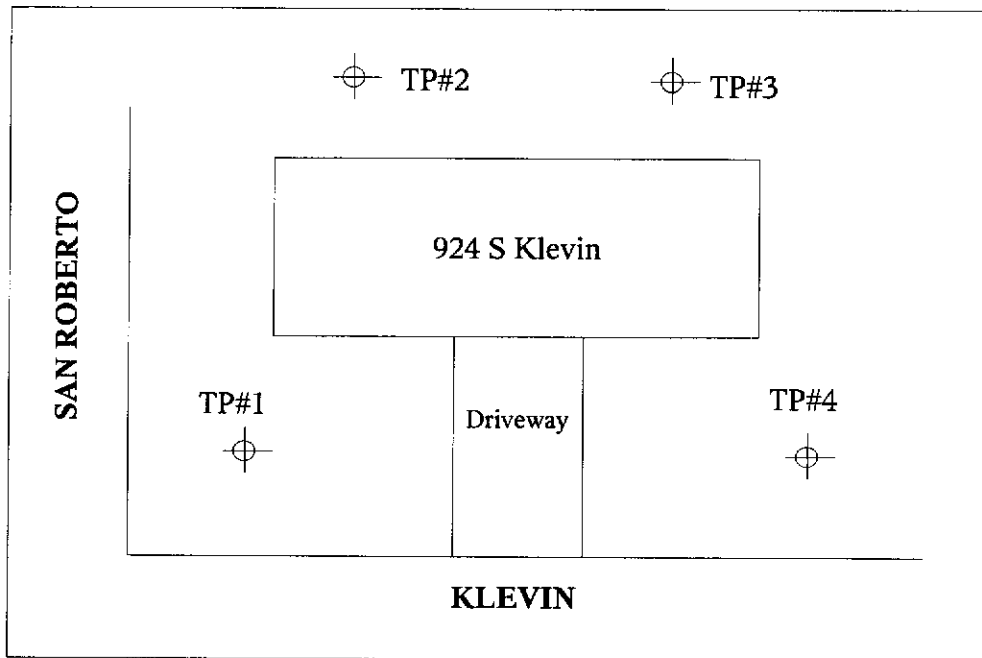 TP#2
TP#3
924 S Klevin
SAN ROBERTO
TP#1
Driveway
TP#4
KLEVIN